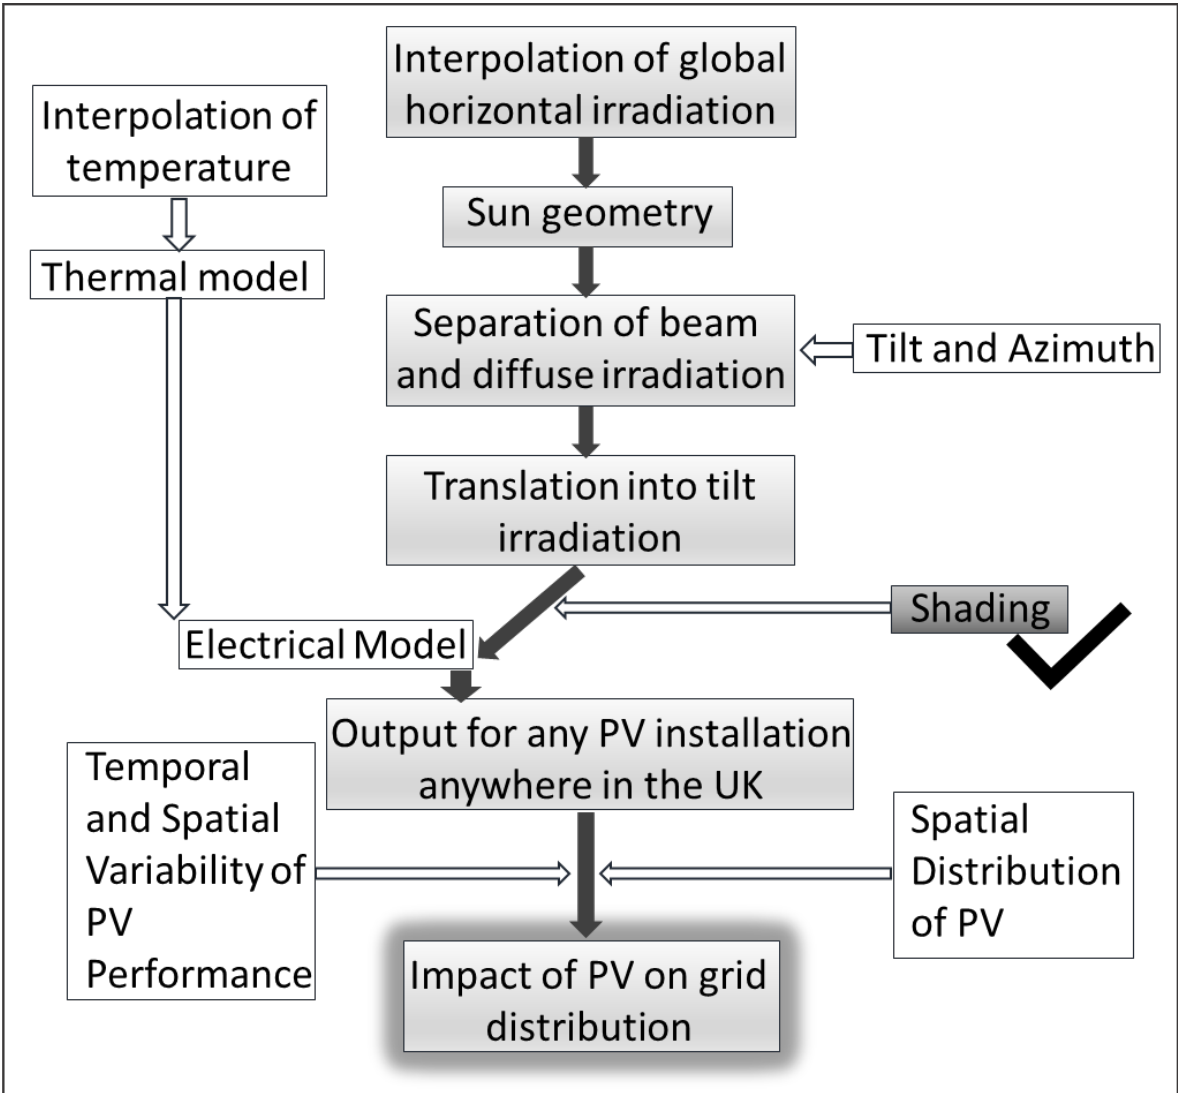 Interpolation of global
horizontal irradiation
Interpolation of
temperature
Sun geometry
Thermal model
Separation of beam
and diffuse irradiation
Tilt and Azimuth
Translation into tilt
irradiation
Shading
Electrical Model
Output for any PV installation
anywhere in the UK
Temporal
and Spatial
Variability of
PV
Performance
Spatial
Distribution
of PV
Impact of PV on grid
distribution